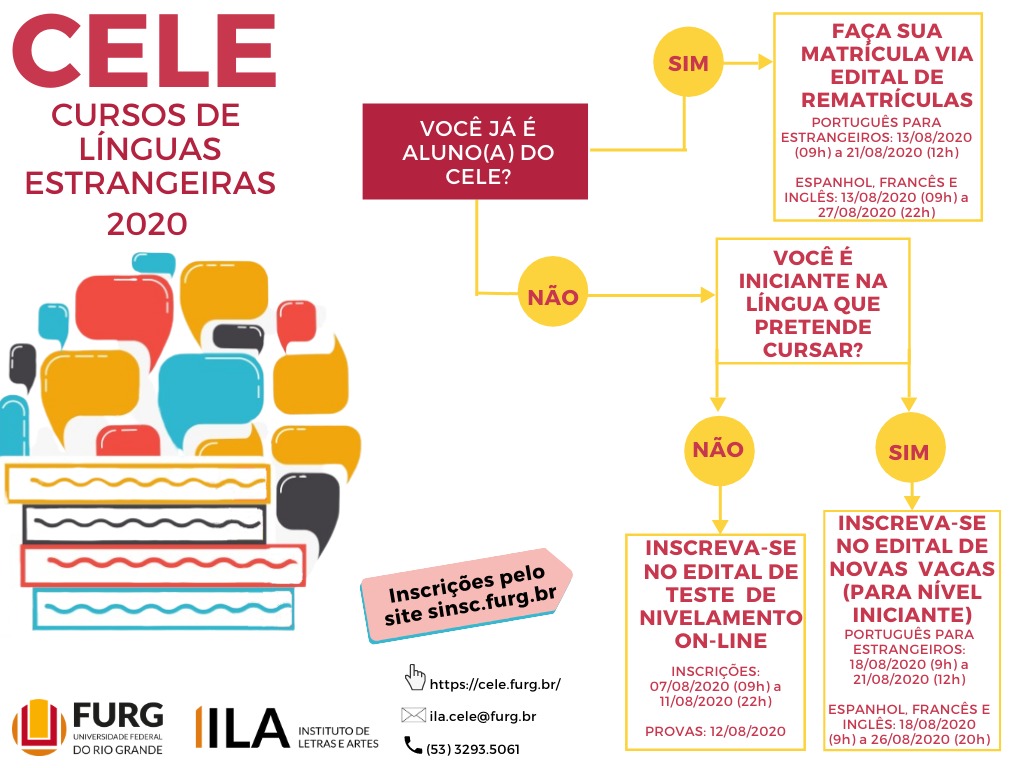 CELE
CURSOS DE
LÍNGUAS
ESTRANGEIRAS
2020
VOCÊ JÁ É
ALUNO(A) DO
CELE?
SIM
FAÇA SUA
MATRÍCULA VIA
EDITAL DE
REMATRÍCULAS
PORTUGUÊS PARA
ESTRANGEIROS: 13/08/2020
(09h) a 21/08/2020 (12h)
ESPANHOL, FRANCÊS E
INGLÊS: 13/08/2020 (09h) a
27/08/2020 (22h)
NÃO
VOCÊ É
INICIANTE NA
LÍNGUA QUE
PRETENDE
CURSAR?
NÃO
INSCREVA-SE
NO EDITAL DE
TESTE DE
NIVELAMENTO
ON-LINE
INSCRIÇÕES:
07/08/2020 (09h) a
11/08/2020 (22h)
PROVAS: 12/08/2020
SIM
INSCREVA-SE
NO EDITAL DE
NOVAS VAGAS
(PARA NÍVEL
INICIANTE)
PORTUGUÊS PARA
ESTRANGEIROS:
18/08/2020 (9h) a
21/08/2020 (12h)
ESPANHOL, FRANCÊS E
INGLÊS: 18/08/2020
(9h) a 26/08/2020 (20h)
Inscrições pelo
site sinsc.furg.br
https://cele.furg.br/
ila.cele@furg.br
(53) 3293.5061
FURG
UNIVERSIDADE FEDERAL
DO RIO GRANDE
ILA
INSTITUTO DE
LETRAS E ARTES